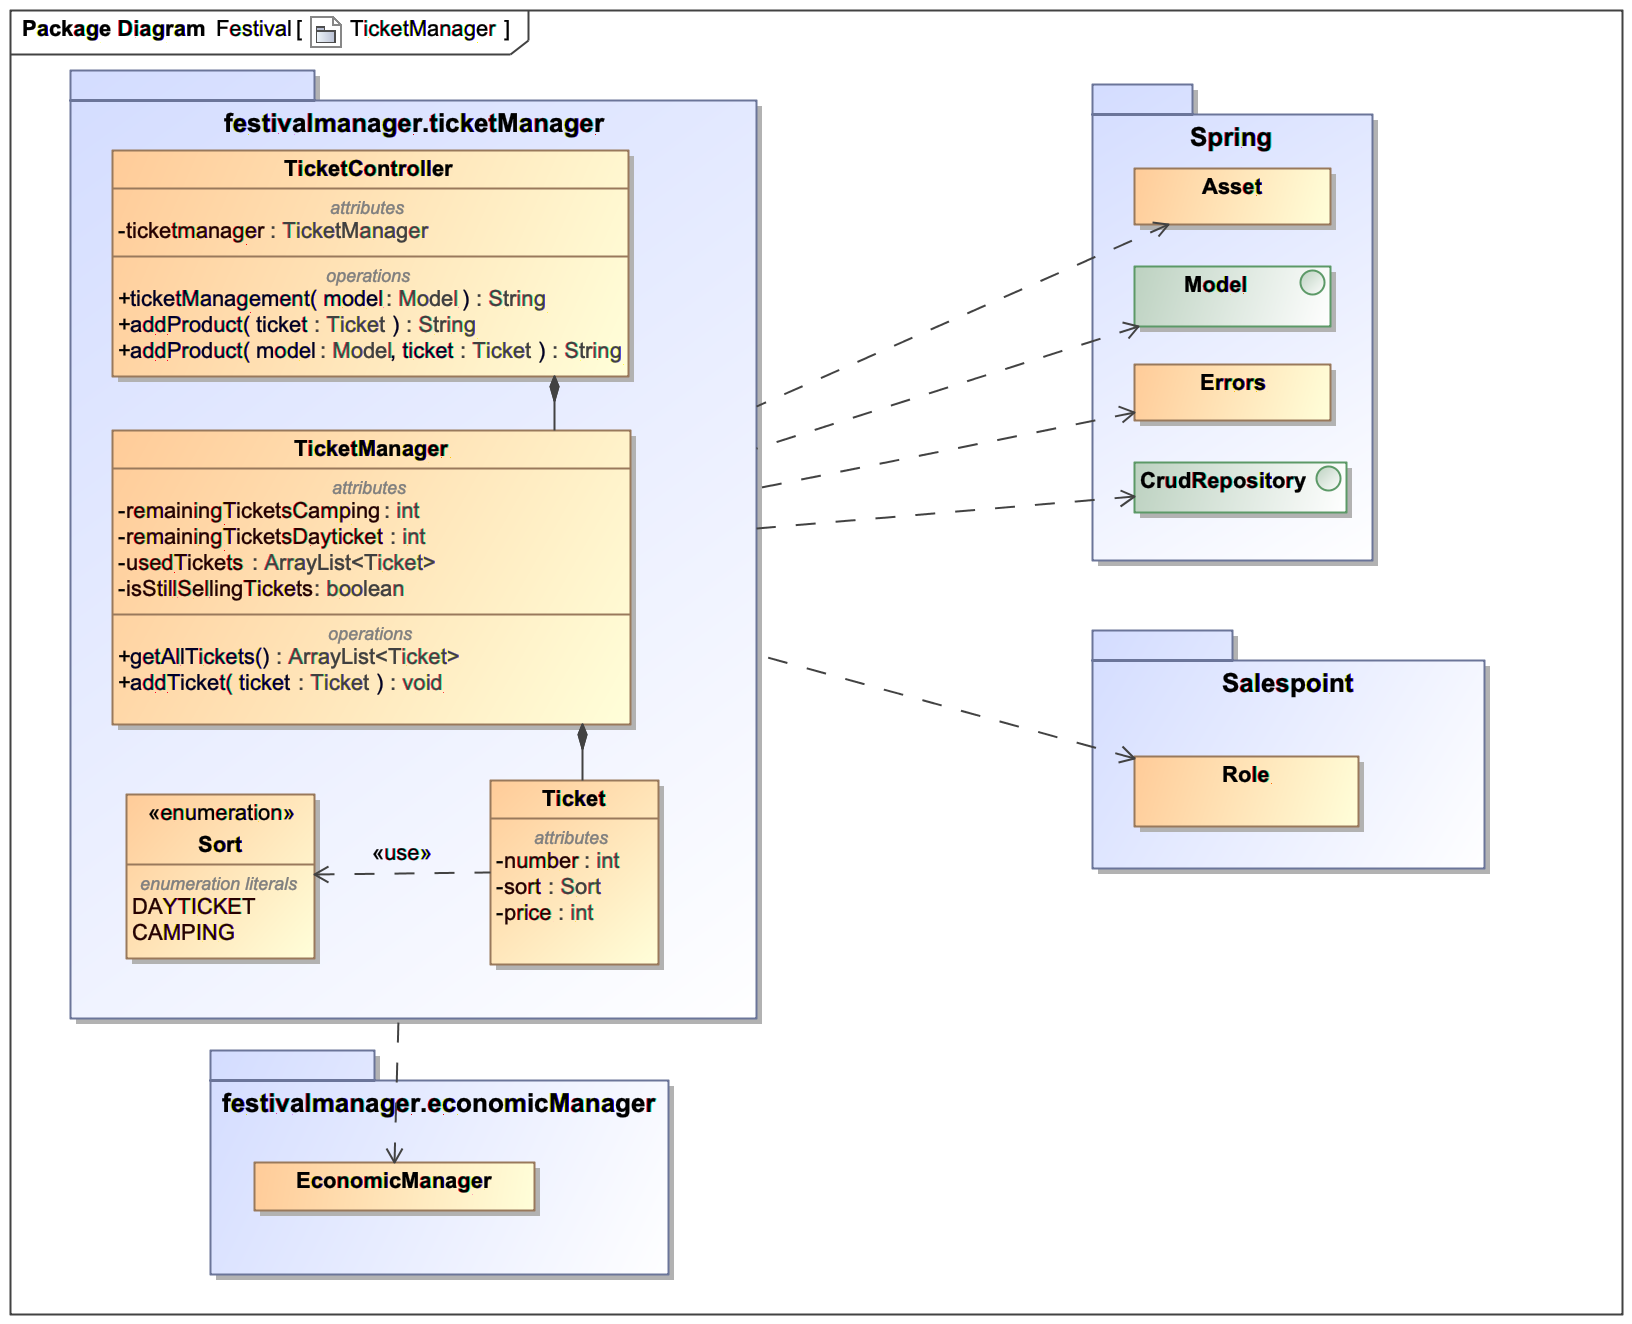 Package Diagram Festival [ TicketManager ]
festivalmanager.ticketManager
TicketController
attributes
-ticketmanager : TicketManager
operations
+ticketManagement( model : Model ) : String
+addProduct( ticket : Ticket ) : String
+addProduct( model : Model, ticket : Ticket ) : String
TicketManager
attributes
-remainingTicketsCamping : int
-remainingTicketsDayticket : int
-usedTickets : ArrayList<Ticket>
-isStillSellingTickets : boolean
operations
+getAllTickets() : ArrayList<Ticket>
+addTicket( ticket : Ticket ) : void
«enumeration»
Sort
enumeration literals
DAYTICKET
CAMPING
«use»
Ticket
attributes
-number : int
-sort : Sort
-price : int
festivalmanager.economicManager
EconomicManager
Spring
Asset
Model
Errors
CrudRepository
Salespoint
Role